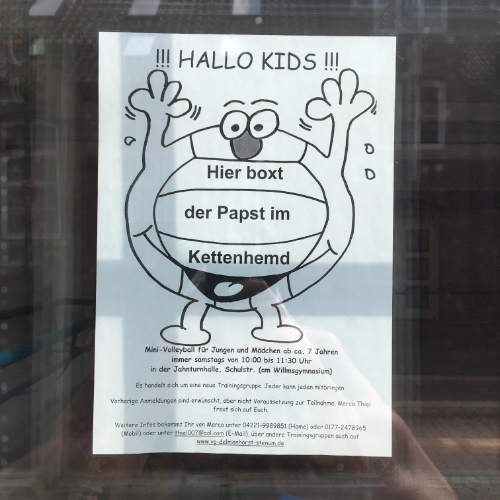 !!! HALLO KIDS !!!
Hier boxt
der Papst im
Kettenhemd
Mini-Volleyball für Jungen und Mädchen ab ca. 7 Jahren
immer samstags von 10:00 bis 11:30 Uhr
in der Jahnturnhalle, Schulstr. (am Willmsgymnasium)
Es handelt sich um eine neue Trainingsgruppe. Jeder kann jeden mitbringen.
Vorherige Anmeldungen sind erwünscht, aber nicht Voraussetzung zur Teilnahme. Marco Thiel
freut sich auf Euch.
Weitere Infos bekommt Ihr von Marco unter 04221-9989851 (Home) oder 0177-2478965
(Mobil) oder unter thiel007@aol.com (E-Mail), über andere Trainingsgruppen auch auf
www.vg-delmenhorst-stenum.de